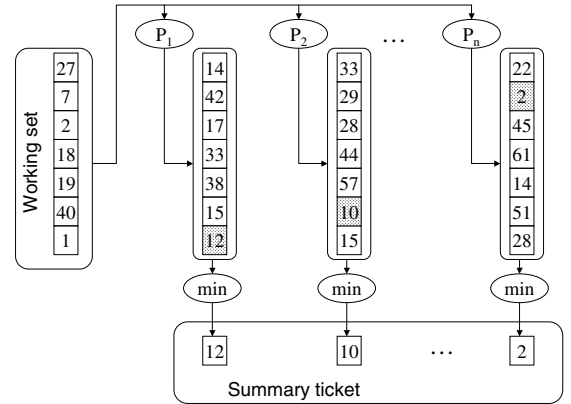 P1 P2 … Pn
27 14 33 22
7 42 29 2
2 17 28 45
18 33 44 61
19 38 57 14
40 15 10 51
1 12 15 28
Working set
min min min
12 10 … 2
Summary ticket